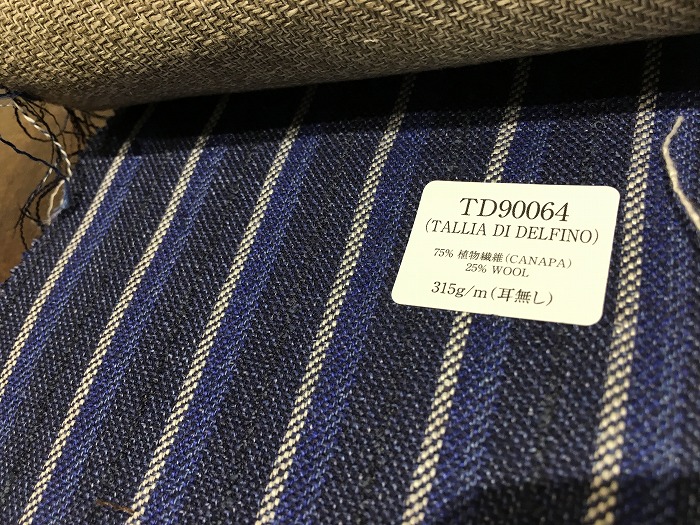 TD90064
(TALLIA DI DELFINO)
75% 植物繊維(CANAPA)
25% WOOL
315g/m(耳無し)